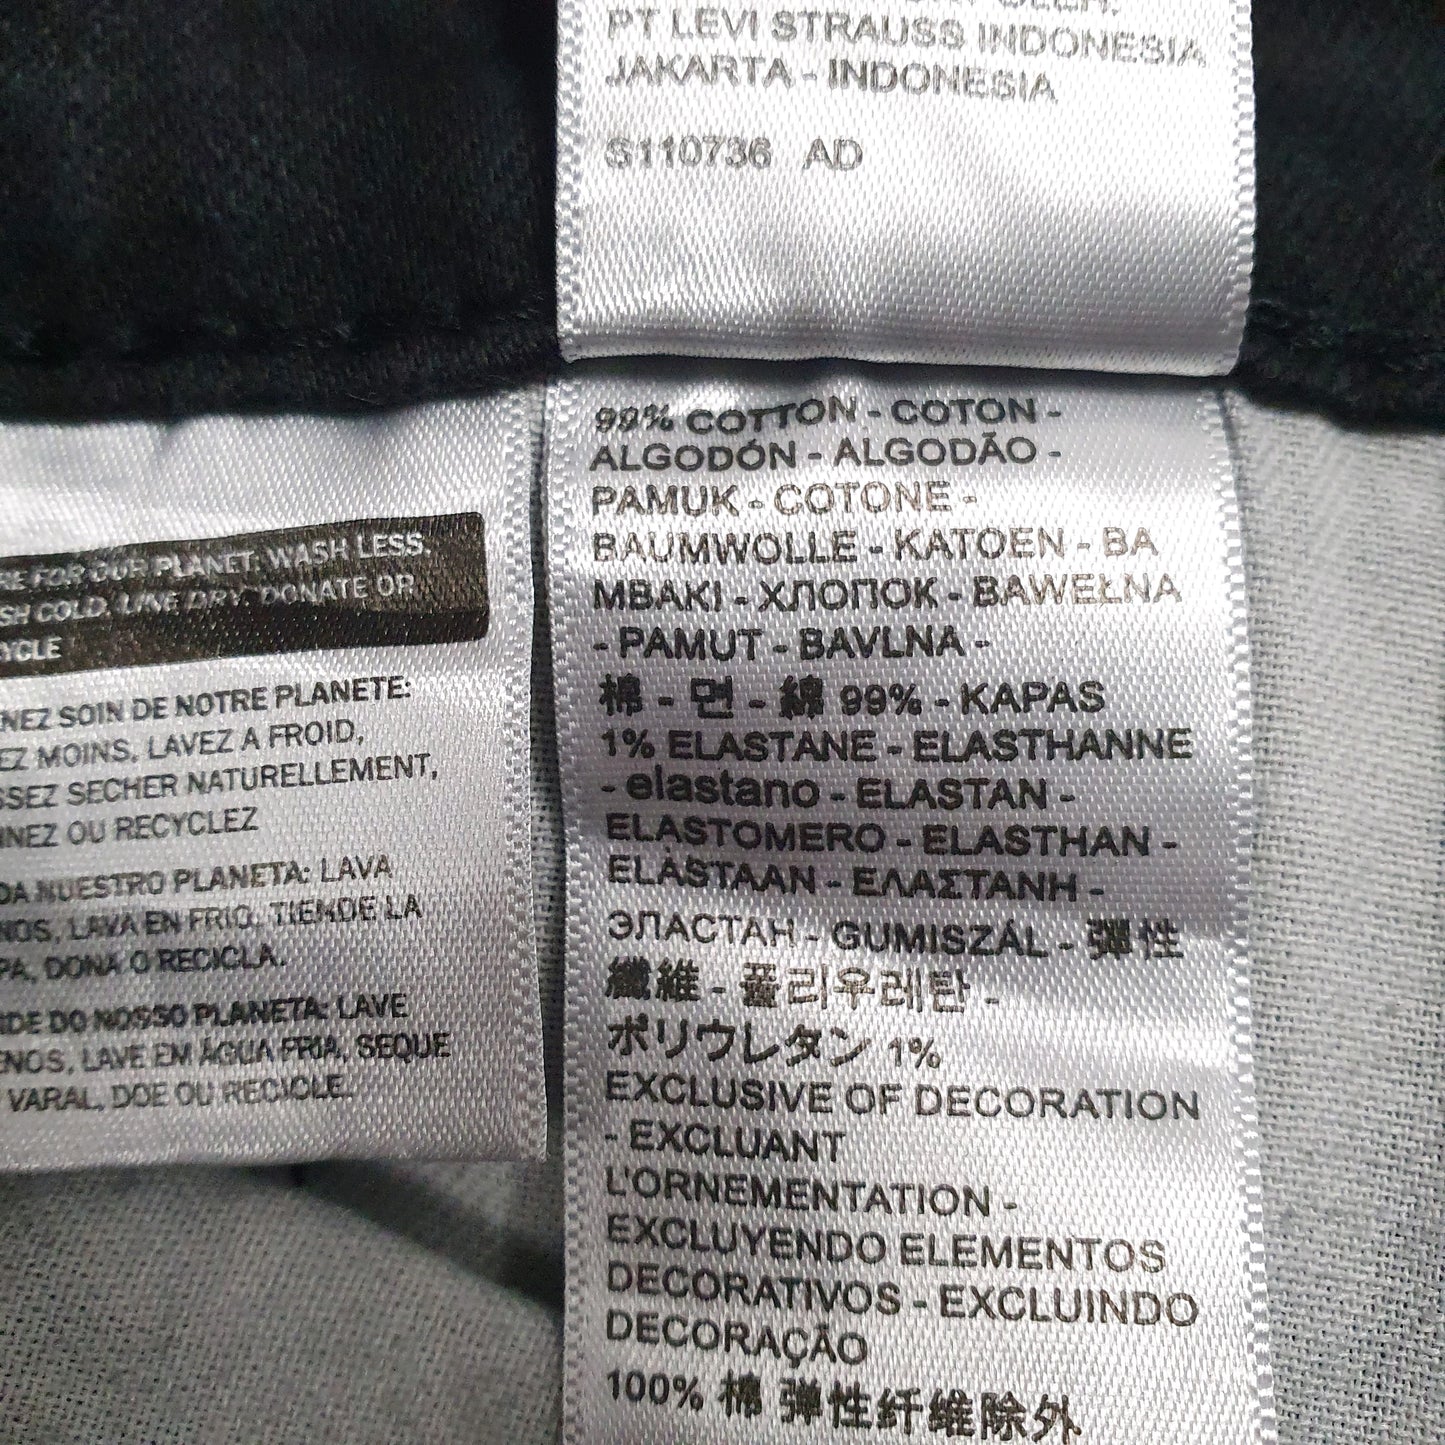 PT LEVI STRAUSS INDONESIA
JAKARTA - INDONESIA
S110736 AD
99% COTTON - COTON -
ALGODÓN - ALGODÃO -
PAMUK - COTONE -
BAUMWOLLE - KATOEN - BA
MBAKI - ХЛОПОК - BAWEŁNA
- PAMUT - BAVLNA -
棉 - 면 - 綿 99% - KAPAS
1% ELASTANE - ELASTHANNE
- elastano - ELASTAN -
ELASTOMERO - ELASTHAN -
ELASTAAN - ΕΛΑΣΤΑΝΗ -
ЭЛАСТАН - GUMISZÁL - 彈性
纖維 - 폴리우레탄 -
ポリウレタン 1%
EXCLUSIVE OF DECORATION
- EXCLUANT
L'ORNEMENTATION -
EXCLUYENDO ELEMENTOS
DECORATIVOS - EXCLUINDO
DECORAÇÃO
100% 棉 弹性纤维除外
RE FOR OUR PLANET: WASH LESS,
SH COLD, LINE DRY, DONATE OR
YCLE
NEZ SOIN DE NOTRE PLANETE:
EZ MOINS, LAVEZ A FROID,
SSEZ SECHER NATURELLEMENT,
NNEZ OU RECYCLEZ
DA NUESTRO PLANETA: LAVA
NOS, LAVA EN FRIO, TIENDE LA
PA, DONA O RECICLA.
IDE DO NOSSO PLANETA: LAVE
ENOS, LAVE EM ÁGUA FRIA, SEQUE
VARAL, DOE OU RECICLE.